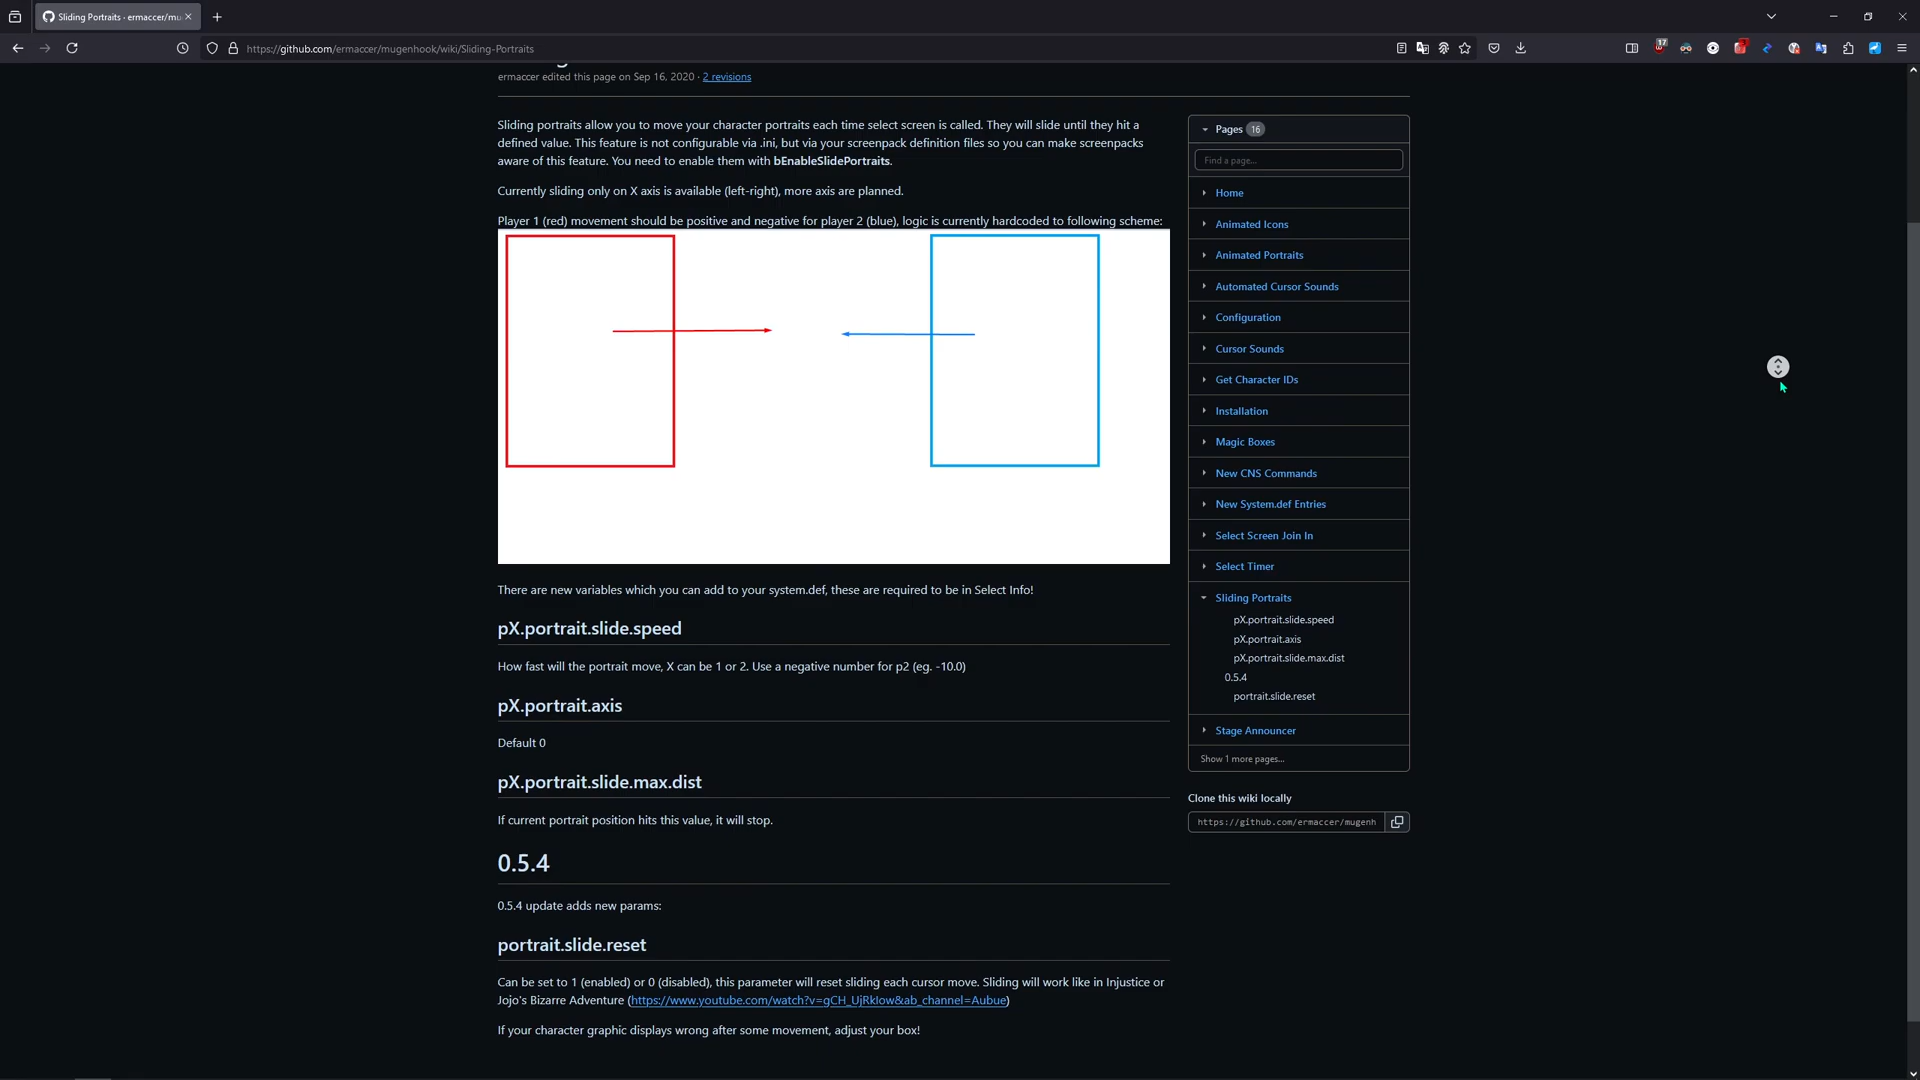 Sliding Portraits · ermaccer/mu
https://github.com/ermaccer/mugenhook/wiki/Sliding-Portraits
17
ermaccer edited this page on Sep 16, 2020 · 2 revisions
Sliding portraits allow you to move your character portraits each time select screen is called. They will slide until they hit a
defined value. This feature is not configurable via .ini, but via your screenpack definition files so you can make screenpacks
aware of this feature. You need to enable them with bEnableSlidePortraits.
Currently sliding only on X axis is available (left-right), more axis are planned.
Player 1 (red) movement should be positive and negative for player 2 (blue), logic is currently hardcoded to following scheme:
There are new variables which you can add to your system.def, these are required to be in Select Info!
pX.portrait.slide.speed
How fast will the portrait move, X can be 1 or 2. Use a negative number for p2 (eg. -10.0)
pX.portrait.axis
Default 0
pX.portrait.slide.max.dist
If current portrait position hits this value, it will stop.
0.5.4
0.5.4 update adds new params:
portrait.slide.reset
Can be set to 1 (enabled) or 0 (disabled), this parameter will reset sliding each cursor move. Sliding will work like in Injustice or
Jojo's Bizarre Adventure (https://www.youtube.com/watch?v=gCH_UjRkIow&ab_channel=Aubue)
If your character graphic displays wrong after some movement, adjust your box!
Pages 16
Find a page...
Home
Animated Icons
Animated Portraits
Automated Cursor Sounds
Configuration
Cursor Sounds
Get Character IDs
Installation
Magic Boxes
New CNS Commands
New System.def Entries
Select Screen Join In
Select Timer
Sliding Portraits
pX.portrait.slide.speed
pX.portrait.axis
pX.portrait.slide.max.dist
0.5.4
portrait.slide.reset
Stage Announcer
Show 1 more pages...
Clone this wiki locally
https://github.com/ermaccer/mugenh